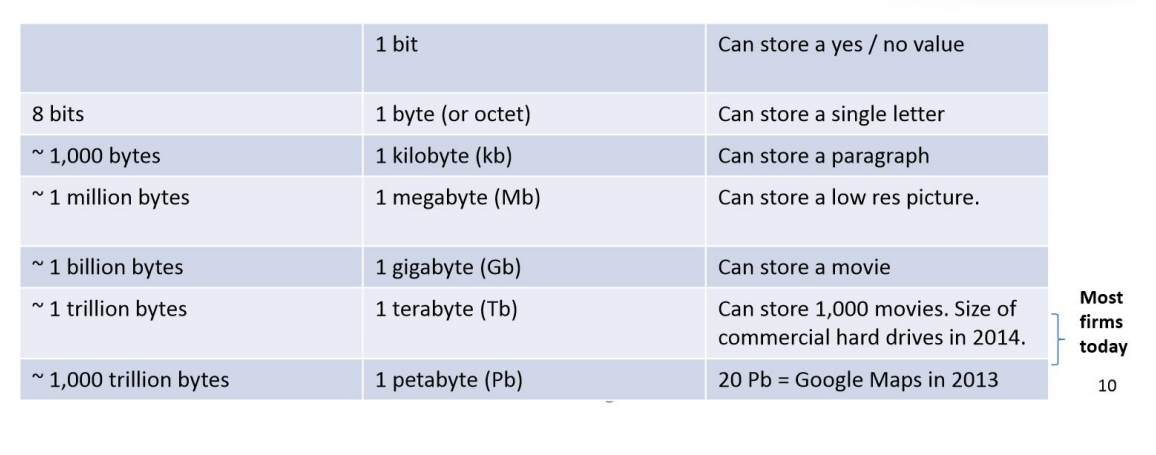 1 bit
Can store a yes / no value
8 bits
1 byte (or octet)
Can store a single letter
~ 1,000 bytes
1 kilobyte (kb)
Can store a paragraph
~ 1 million bytes
1 megabyte (Mb)
Can store a low res picture.
~ 1 billion bytes
1 gigabyte (Gb)
Can store a movie
~ 1 trillion bytes
1 terabyte (Tb)
Can store 1,000 movies. Size of
commercial hard drives in 2014.
~ 1,000 trillion bytes
1 petabyte (Pb)
20 Pb = Google Maps in 2013
Most
firms
today
10